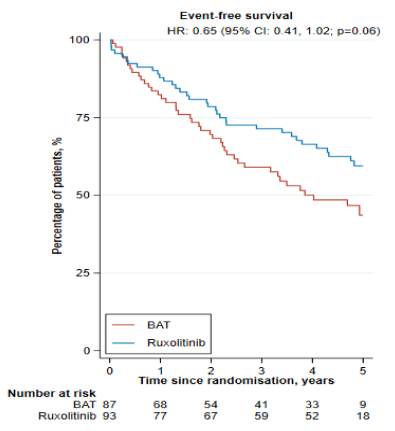 Event-free survival
HR: 0.65 (95% CI: 0.41, 1.02; p=0.06)
100
75
50
25
0
Percentage of patients, %
BAT
Ruxolitinib
0 1 2 3 4 5
Time since randomisation, years
Number at risk
BAT 87 68 54 41 33 9
Ruxolitinib 93 77 67 59 52 18